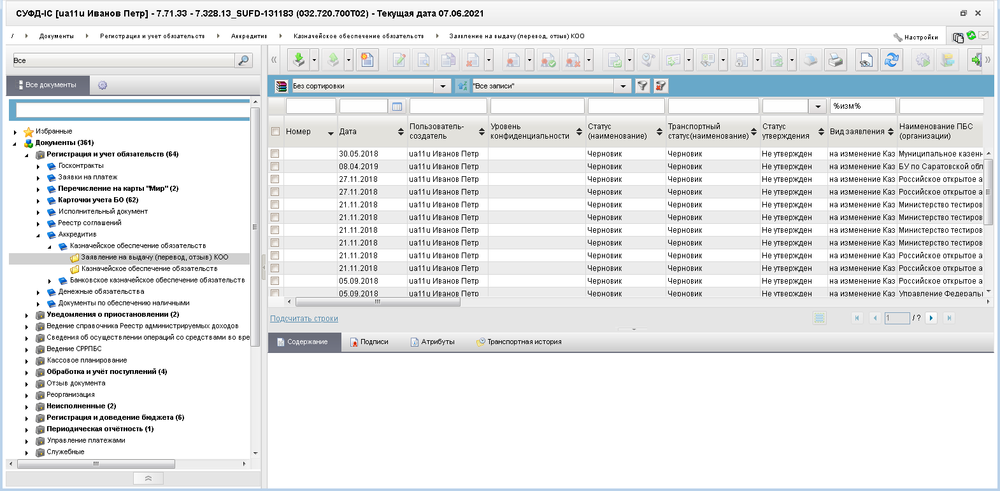 СУФД-IC [ua11u Иванов Петр] - 7.71.33 - 7.328.13_SUFD-131183 (032.720.700T02) - Текущая дата 07.06.2021
/ Документы Регистрация и учет обязательств Аккредитив Казначейское обеспечение обязательств Заявление на выдачу (перевод, отзыв) КОО
Настройки
Все
Все документы
Избранные
Документы (361)
Регистрация и учет обязательств (64)
Госконтракты
Заявки на платеж
Перечисление на карты "Мир" (2)
Карточки учета БО (62)
Исполнительный документ
Реестр соглашений
Аккредитив
Казначейское обеспечение обязательств
Заявление на выдачу (перевод, отзыв) КОО
Казначейское обеспечение обязательств
Банковское казначейское обеспечение обязательств
Денежные обязательства
Документы по обеспечению наличными
Уведомления о приостановлении (2)
Ведение справочника Реестр администрируемых доходов
Сведения об осуществлении операций со средствами во вре
Ведение СРРПБС
Кассовое планирование
Обработка и учёт поступлений (4)
Отзыв документа
Реорганизация
Неисполненные (2)
Регистрация и доведение бюджета (6)
Периодическая отчётность (1)
Управление платежами
Служебные
Без сортировки "Все записи"
%изм%
Номер Дата Пользователь-создатель Уровень конфиденциальности Статус (наименование) Транспортный статус(наименование) Статус утверждения Вид заявления Наименование ПБС (организации)
30.05.2018 ua11u Иванов Петр Черновик Черновик Не утвержден на изменение Каз Муниципальное казенн
08.04.2019 ua11u Иванов Петр Черновик Черновик Не утвержден на изменение Каз БУ по Саратовской обл
27.11.2018 ua11u Иванов Петр Черновик Черновик Не утвержден на изменение Каз Российское открытое а
27.11.2018 ua11u Иванов Петр Черновик Черновик Не утвержден на изменение Каз Российское открытое а
21.11.2018 ua11u Иванов Петр Черновик Черновик Не утвержден на изменение Каз Министерство тестиров
21.11.2018 ua11u Иванов Петр Черновик Черновик Не утвержден на изменение Каз Министерство тестиров
21.11.2018 ua11u Иванов Петр Черновик Черновик Не утвержден на изменение Каз Министерство тестиров
21.11.2018 ua11u Иванов Петр Черновик Черновик Не утвержден на изменение Каз Министерство тестиров
21.11.2018 ua11u Иванов Петр Черновик Черновик Не утвержден на изменение Каз Российское открытое а
21.11.2018 ua11u Иванов Петр Черновик Черновик Не утвержден на изменение Каз Российское открытое а
05.09.2018 ua11u Иванов Петр Черновик Черновик Не утвержден на изменение Каз Российское открытое а
05.09.2018 ua11u Иванов Петр Черновик Черновик Не утвержден на изменение Каз Управление Федераль
Подсчитать строки
1 / ?
Содержание Подписи Атрибуты Транспортная история